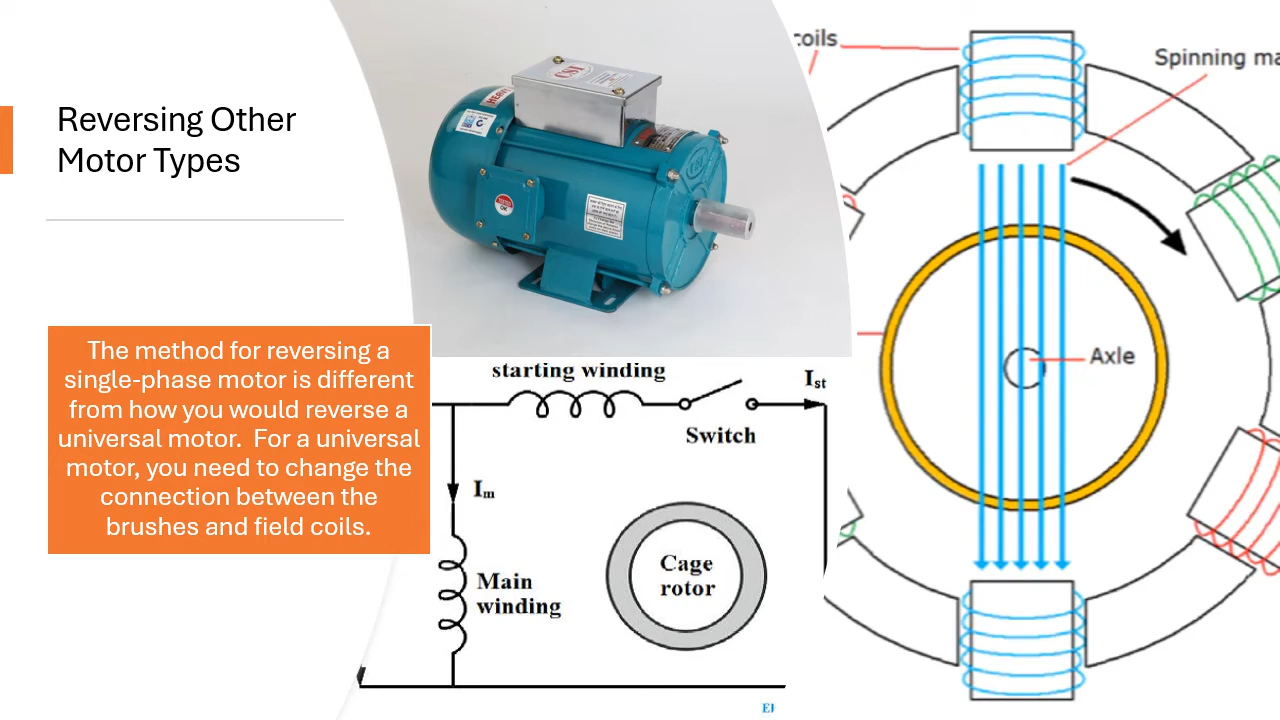 Reversing Other
Motor Types
The method for reversing a
single-phase motor is different
from how you would reverse a
universal motor.  For a universal
motor, you need to change the
connection between the
brushes and field coils.
CSI
coils
Spinning ma
Axle
starting winding
Ist
Switch
Im
Main
winding
Cage
rotor